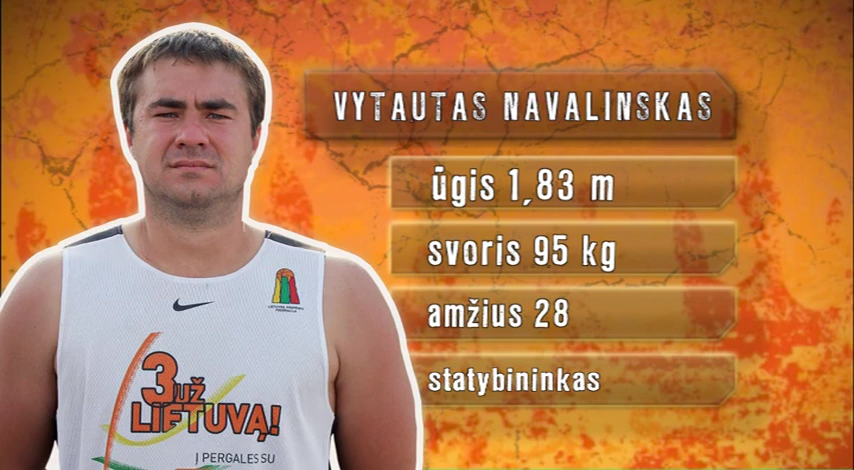 VYTAUTAS NAVALINSKAS
ūgis 1,83 m
svoris 95 kg
amžius 28
statybininkas
3 už
LIETUVĄ!
Į PERGALES SU